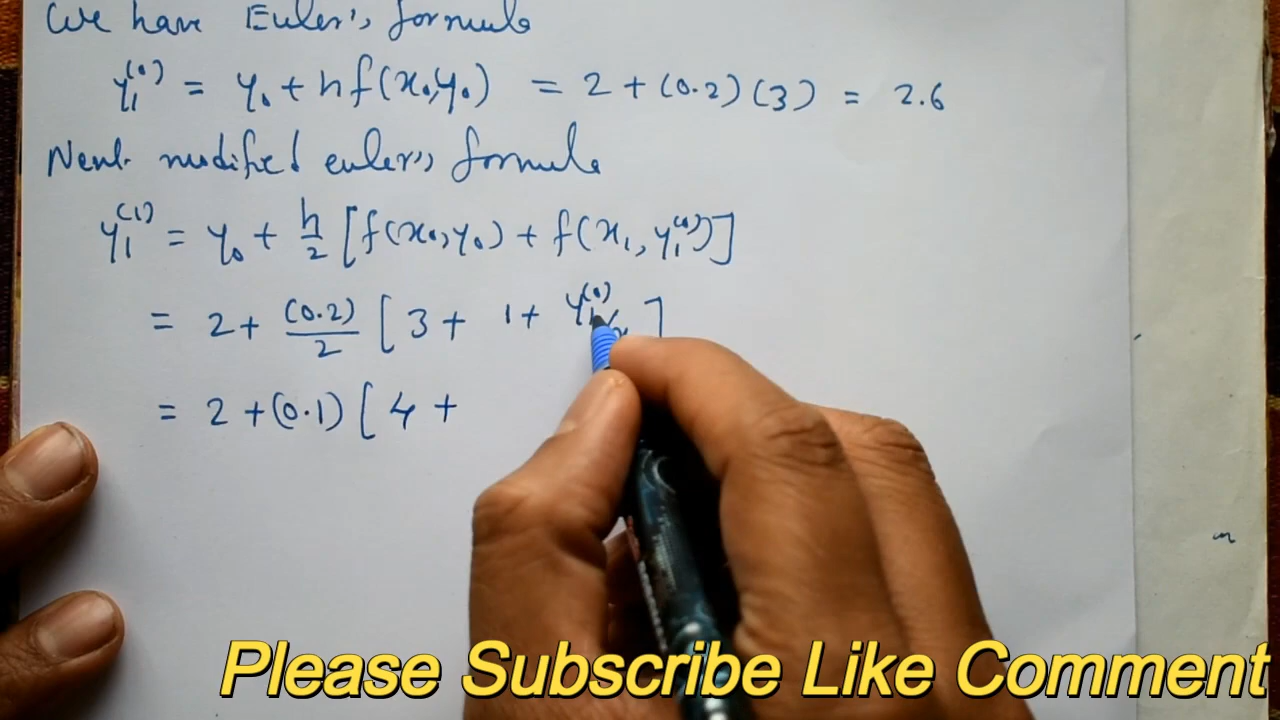 We have Euler's formula
y₁⁽⁰⁾ = y₀ + hf(x₀,y₀) = 2 + (0.2)(3) = 2.6
Next modified euler's formula
y₁⁽¹⁾ = y₀ + h/2 [f(x₀,y₀) + f(x₁, y₁⁽⁰⁾)]
= 2 + (0.2)/2 [3 + 1 + y₁⁽⁰⁾/ ]
= 2 + (0.1) [4 +
Please Subscribe Like Comment